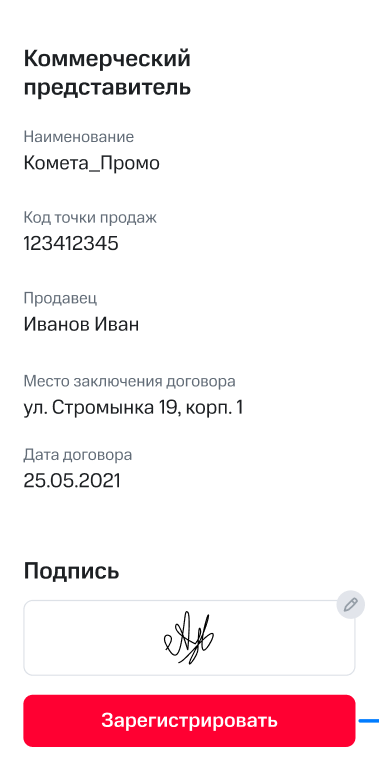 Коммерческий
представитель
Наименование
Комета_Промо
Код точки продаж
123412345
Продавец
Иванов Иван
Место заключения договора
ул. Стромынка 19, корп. 1
Дата договора
25.05.2021
Подпись
Зарегистрировать